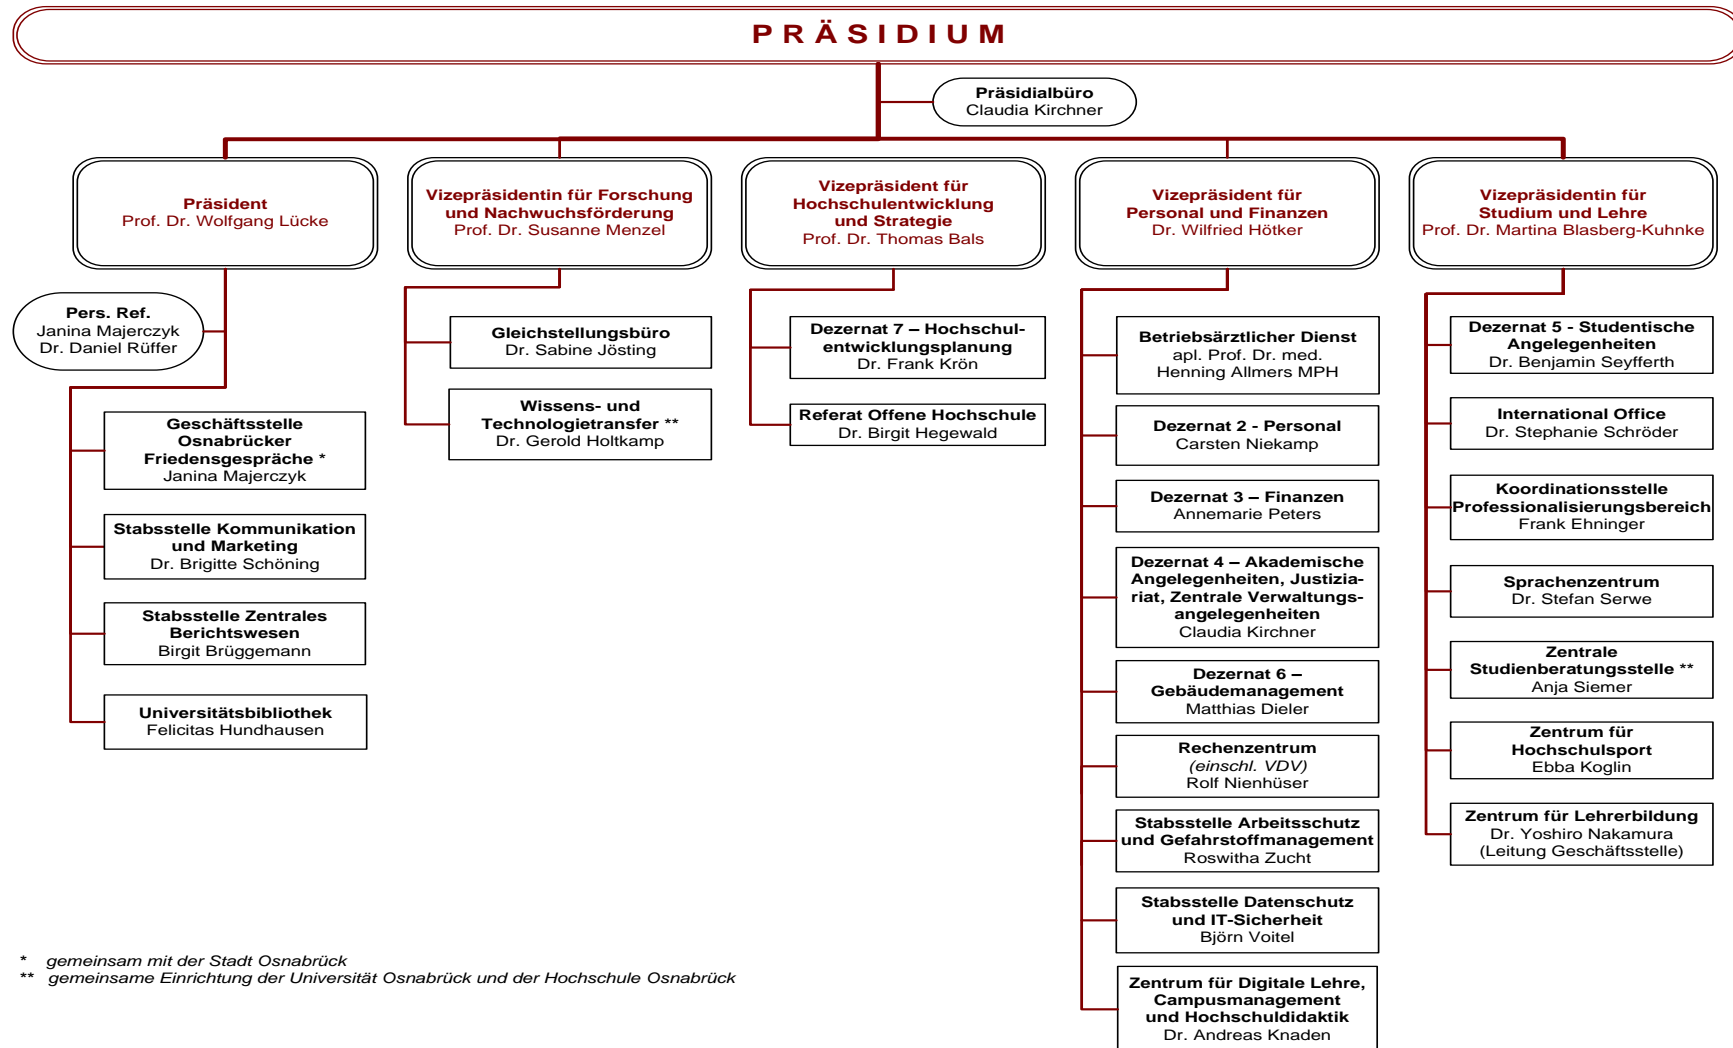 PRÄSIDIUM
Präsidialbüro
Claudia Kirchner
Präsident
Prof. Dr. Wolfgang Lücke
Vizepräsidentin für Forschung
und Nachwuchsförderung
Prof. Dr. Susanne Menzel
Vizepräsident für
Hochschulentwicklung
und Strategie
Prof. Dr. Thomas Bals
Vizepräsident für
Personal und Finanzen
Dr. Wilfried Hötker
Vizepräsidentin für
Studium und Lehre
Prof. Dr. Martina Blasberg-Kuhnke
Pers. Ref.
Janina Majerczyk
Dr. Daniel Rüffer
Geschäftsstelle
Osnabrücker
Friedensgespräche *
Janina Majerczyk
Stabsstelle Kommunikation
und Marketing
Dr. Brigitte Schöning
Stabsstelle Zentrales
Berichtswesen
Birgit Brüggemann
Universitätsbibliothek
Felicitas Hundhausen
Gleichstellungsbüro
Dr. Sabine Jösting
Wissens- und
Technologietransfer **
Dr. Gerold Holtkamp
Dezernat 7 – Hochschul-
entwicklungsplanung
Dr. Frank Krön
Referat Offene Hochschule
Dr. Birgit Hegewald
Betriebsärztlicher Dienst
apl. Prof. Dr. med.
Henning Allmers MPH
Dezernat 2 - Personal
Carsten Niekamp
Dezernat 3 – Finanzen
Annemarie Peters
Dezernat 4 – Akademische
Angelegenheiten, Justizia-
riat, Zentrale Verwaltungs-
angelegenheiten
Claudia Kirchner
Dezernat 6 –
Gebäudemanagement
Matthias Dieler
Rechenzentrum
(einschl. VDV)
Rolf Nienhüser
Stabsstelle Arbeitsschutz
und Gefahrstoffmanagement
Roswitha Zucht
Stabsstelle Datenschutz
und IT-Sicherheit
Björn Voitel
Zentrum für Digitale Lehre,
Campusmanagement
und Hochschuldidaktik
Dr. Andreas Knaden
Dezernat 5 - Studentische
Angelegenheiten
Dr. Benjamin Seyfferth
International Office
Dr. Stephanie Schröder
Koordinationsstelle
Professionalisierungsbereich
Frank Ehninger
Sprachenzentrum
Dr. Stefan Serwe
Zentrale
Studienberatungsstelle **
Anja Siemer
Zentrum für
Hochschulsport
Ebba Koglin
Zentrum für Lehrerbildung
Dr. Yoshiro Nakamura
(Leitung Geschäftsstelle)
* gemeinsam mit der Stadt Osnabrück
** gemeinsame Einrichtung der Universität Osnabrück und der Hochschule Osnabrück